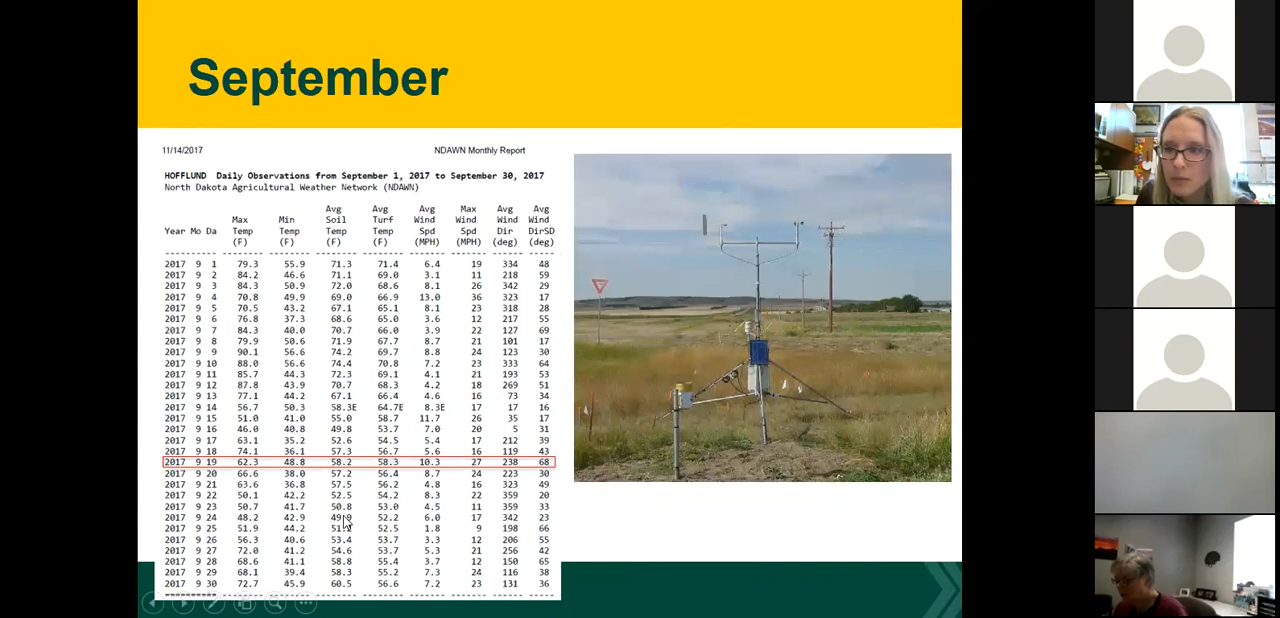 September
11/14/2017 NDAWN Monthly Report
HOFFLUND Daily Observations from September 1, 2017 to September 30, 2017
North Dakota Agricultural Weather Network (NDAWN)
Avg Avg Avg Max Avg Avg
Max Min Soil Turf Wind Wind Wind Wind
Year Mo Da Temp Temp Temp Temp Spd Spd Dir DirSD
(F) (F) (F) (F) (MPH) (MPH) (deg) (deg)
2017 9 1 79.3 55.9 71.3 71.4 6.4 19 334 48
2017 9 2 84.2 46.6 71.1 69.0 3.1 11 218 59
2017 9 3 84.3 50.9 72.0 68.6 8.1 26 342 29
2017 9 4 70.8 49.9 69.0 66.9 13.0 36 323 17
2017 9 5 70.5 43.2 67.1 65.1 8.1 23 318 28
2017 9 6 76.8 37.3 68.6 65.0 3.6 12 217 55
2017 9 7 84.3 40.0 70.7 66.0 3.9 22 127 69
2017 9 8 79.9 50.6 71.9 67.7 8.7 21 101 17
2017 9 9 90.1 56.6 74.2 69.7 8.8 24 123 30
2017 9 10 88.0 56.6 74.4 70.8 7.2 23 333 64
2017 9 11 85.7 44.3 72.3 69.1 4.1 21 193 53
2017 9 12 87.8 43.9 70.7 68.3 4.2 18 269 51
2017 9 13 77.1 44.2 67.1 66.4 4.6 16 73 34
2017 9 14 56.7 50.3 58.3E 64.7E 8.3E 17 17 16
2017 9 15 51.0 41.0 55.0 58.7 11.7 26 35 17
2017 9 16 46.0 40.8 49.8 53.7 7.0 20 5 31
2017 9 17 63.1 35.2 52.6 54.5 5.4 17 212 39
2017 9 18 74.1 36.1 57.3 56.7 5.6 16 119 43
2017 9 19 62.3 48.8 58.2 58.3 10.3 27 238 68
2017 9 20 66.6 38.0 57.2 56.4 8.7 24 223 30
2017 9 21 63.6 36.8 57.5 56.2 4.8 16 323 49
2017 9 22 50.1 42.2 52.5 54.2 8.3 22 359 20
2017 9 23 50.7 41.7 50.8 53.0 4.5 11 359 33
2017 9 24 48.2 42.9 52.2 6.0 17 342 23
2017 9 25 51.9 44.2 52.5 1.8 9 198 66
2017 9 26 56.3 40.6 53.4 53.7 3.3 12 206 55
2017 9 27 72.0 41.2 54.6 53.7 5.3 21 256 42
2017 9 28 68.6 41.1 58.8 55.4 3.7 12 150 65
2017 9 29 68.1 39.4 58.3 55.2 7.3 24 116 38
2017 9 30 72.7 45.9 60.5 56.6 7.2 23 131 36